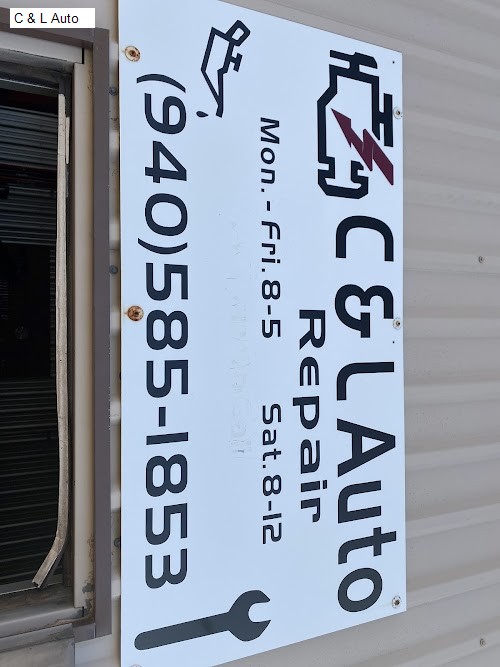 C & L Auto
C & L Auto
Repair
Mon. - Fri. 8-5 Sat. 8-12
(940)585-1853